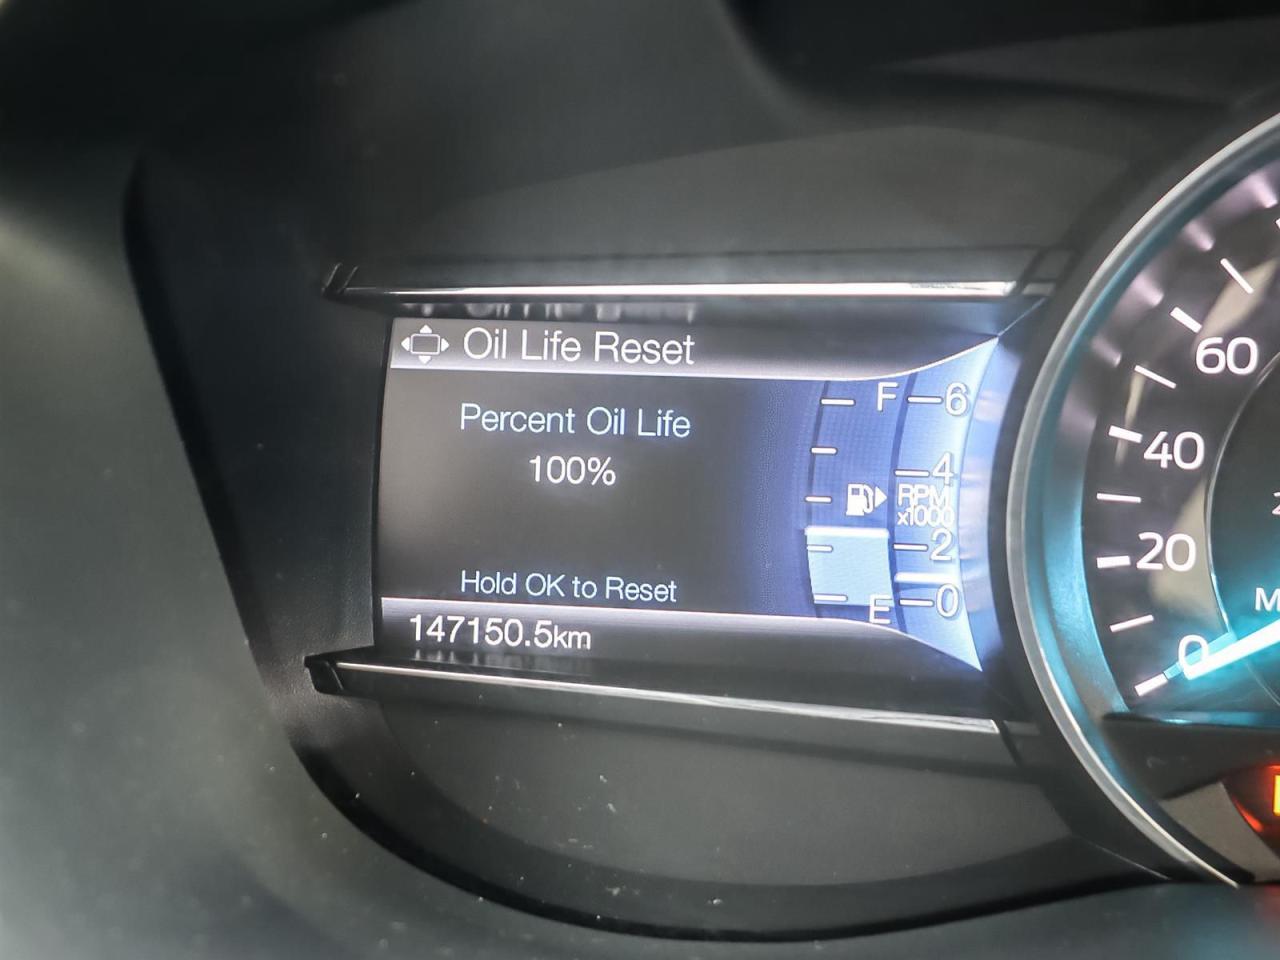 Oil Life Reset
Percent Oil Life
100%
Hold OK to Reset
147150.5km
F
E
6
4
RPM
x1000
2
0
60
40
20
0